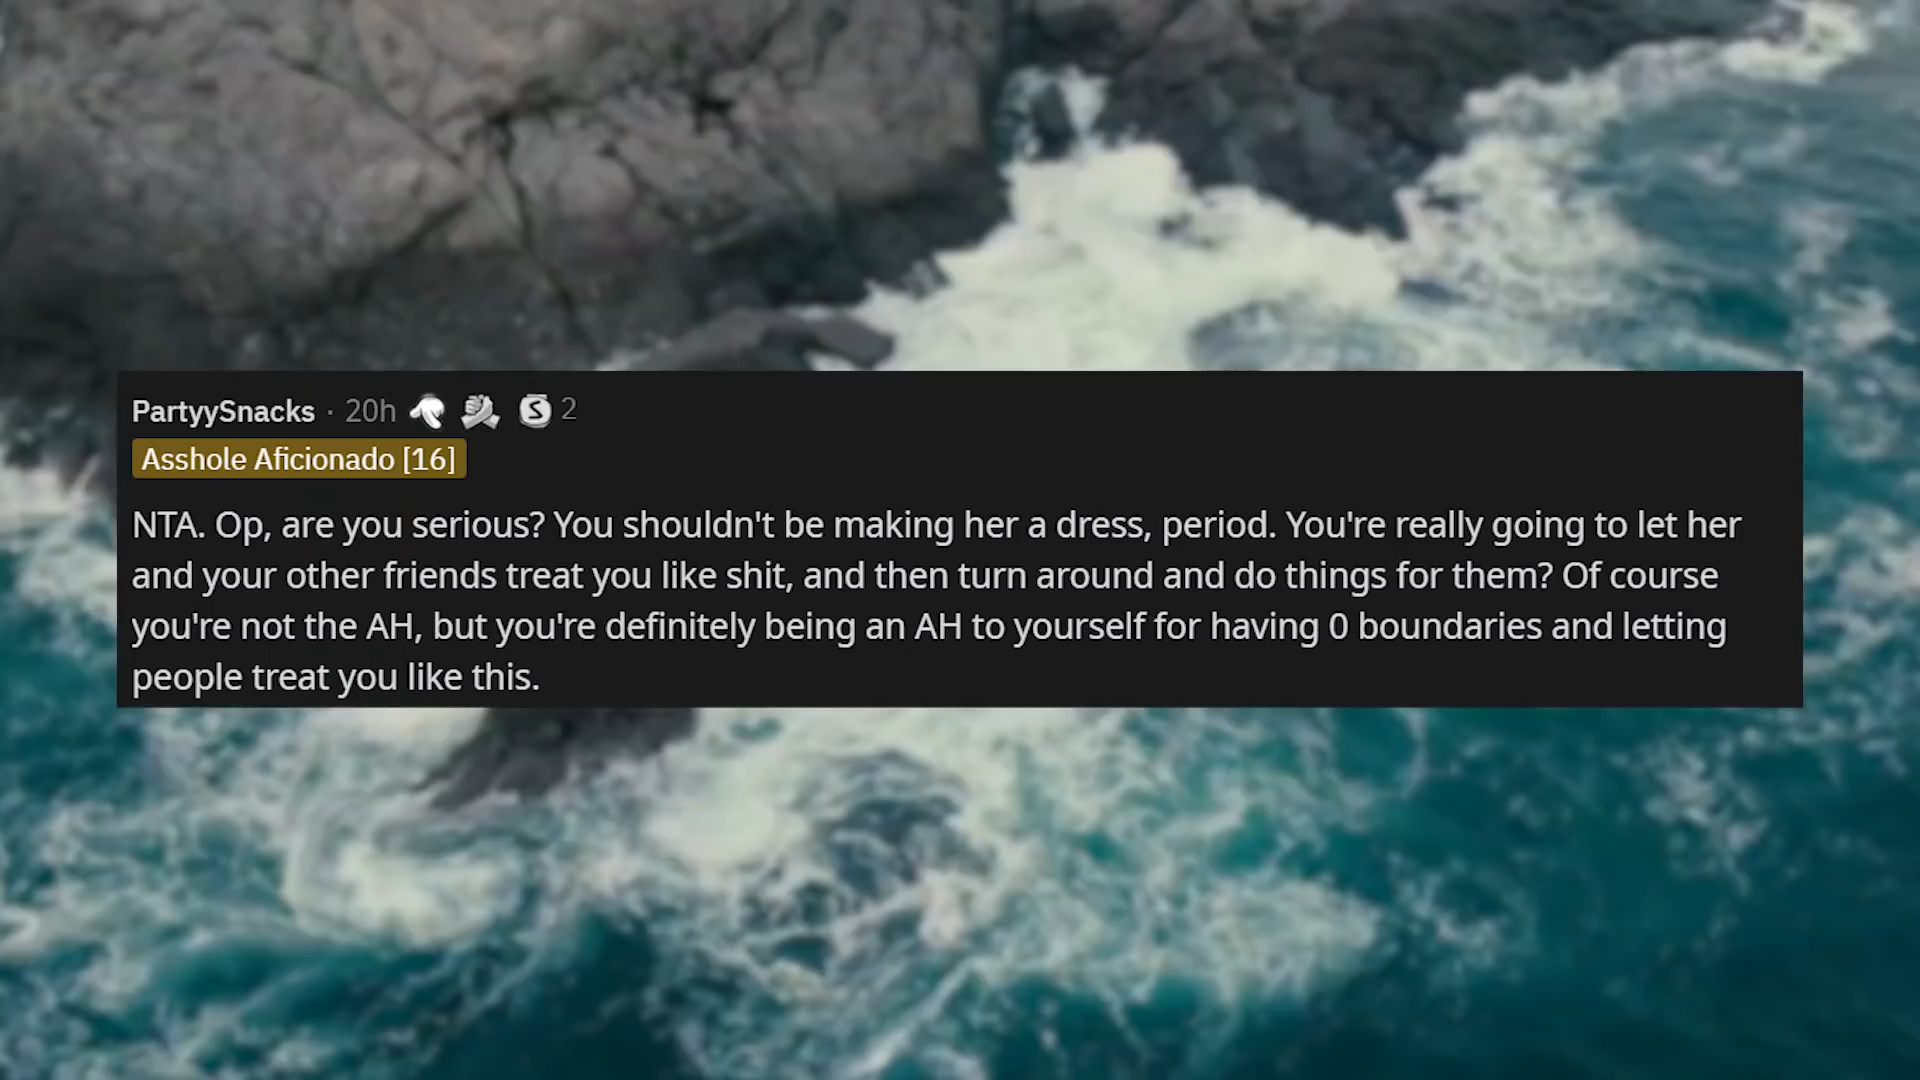 PartyySnacks · 20h 2
Asshole Aficionado [16]
NTA. Op, are you serious? You shouldn't be making her a dress, period. You're really going to let her
and your other friends treat you like shit, and then turn around and do things for them? Of course
you're not the AH, but you're definitely being an AH to yourself for having 0 boundaries and letting
people treat you like this.